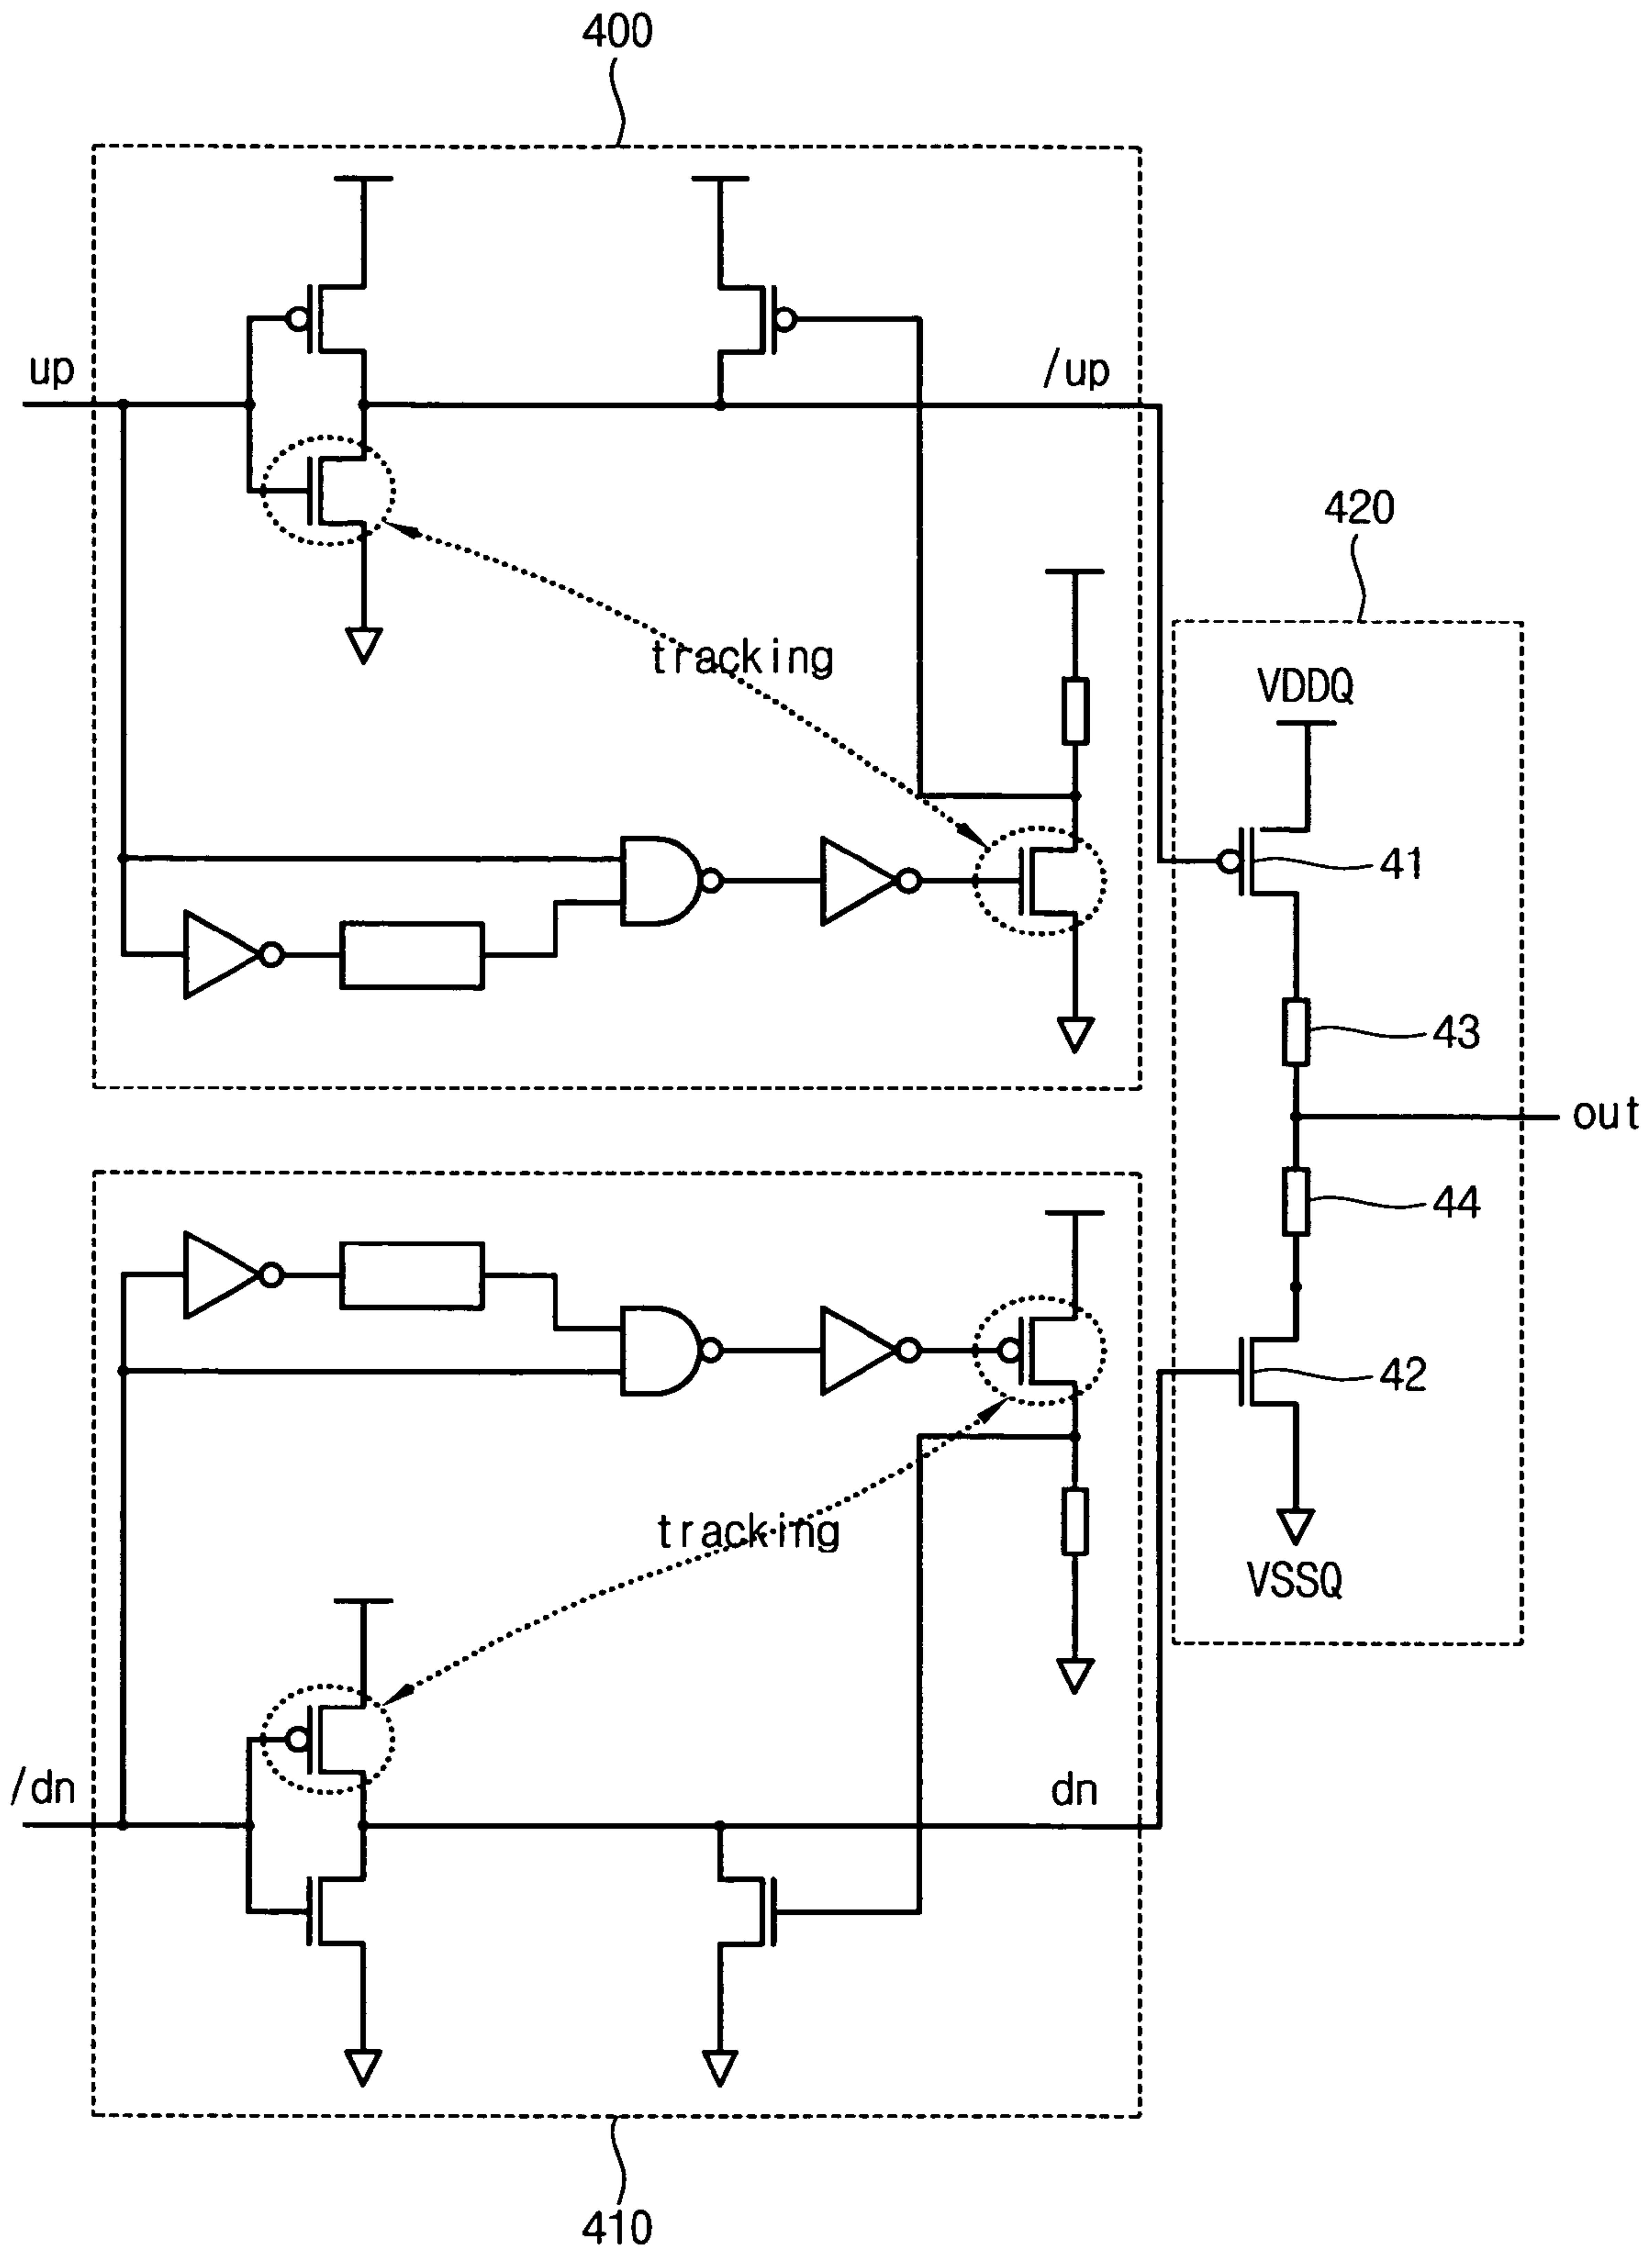 400
up
/up
420
tracking
VDDQ
41
43
out
44
42
tracking
VSSQ
/dn
dn
410